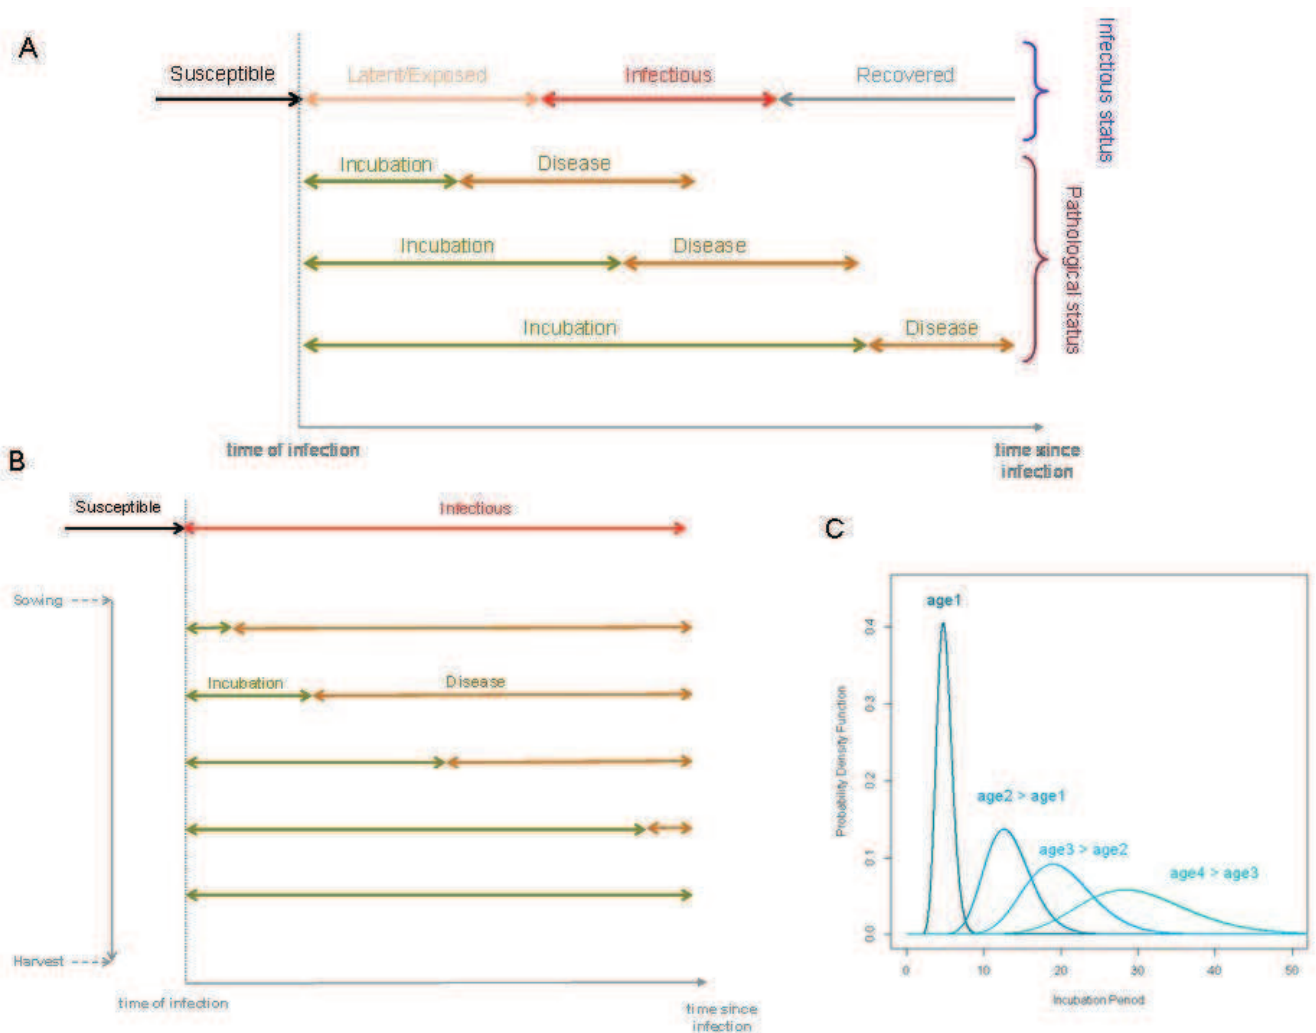 A
Susceptible
Latent/Exposed
Infectious
Recovered
Infectious status
Incubation
Disease
Incubation
Disease
Incubation
Disease
Pathological status
time of infection
time since
infection
B
Susceptible
Infectious
Sowing
Incubation
Disease
Harvest
time of infection
time since
infection
C
age1
age2 > age1
age3 > age2
age4 > age3
Probability Density Function
0.4
0.3
0.2
0.1
0.0
0 10 20 30 40 50
Incubation Period